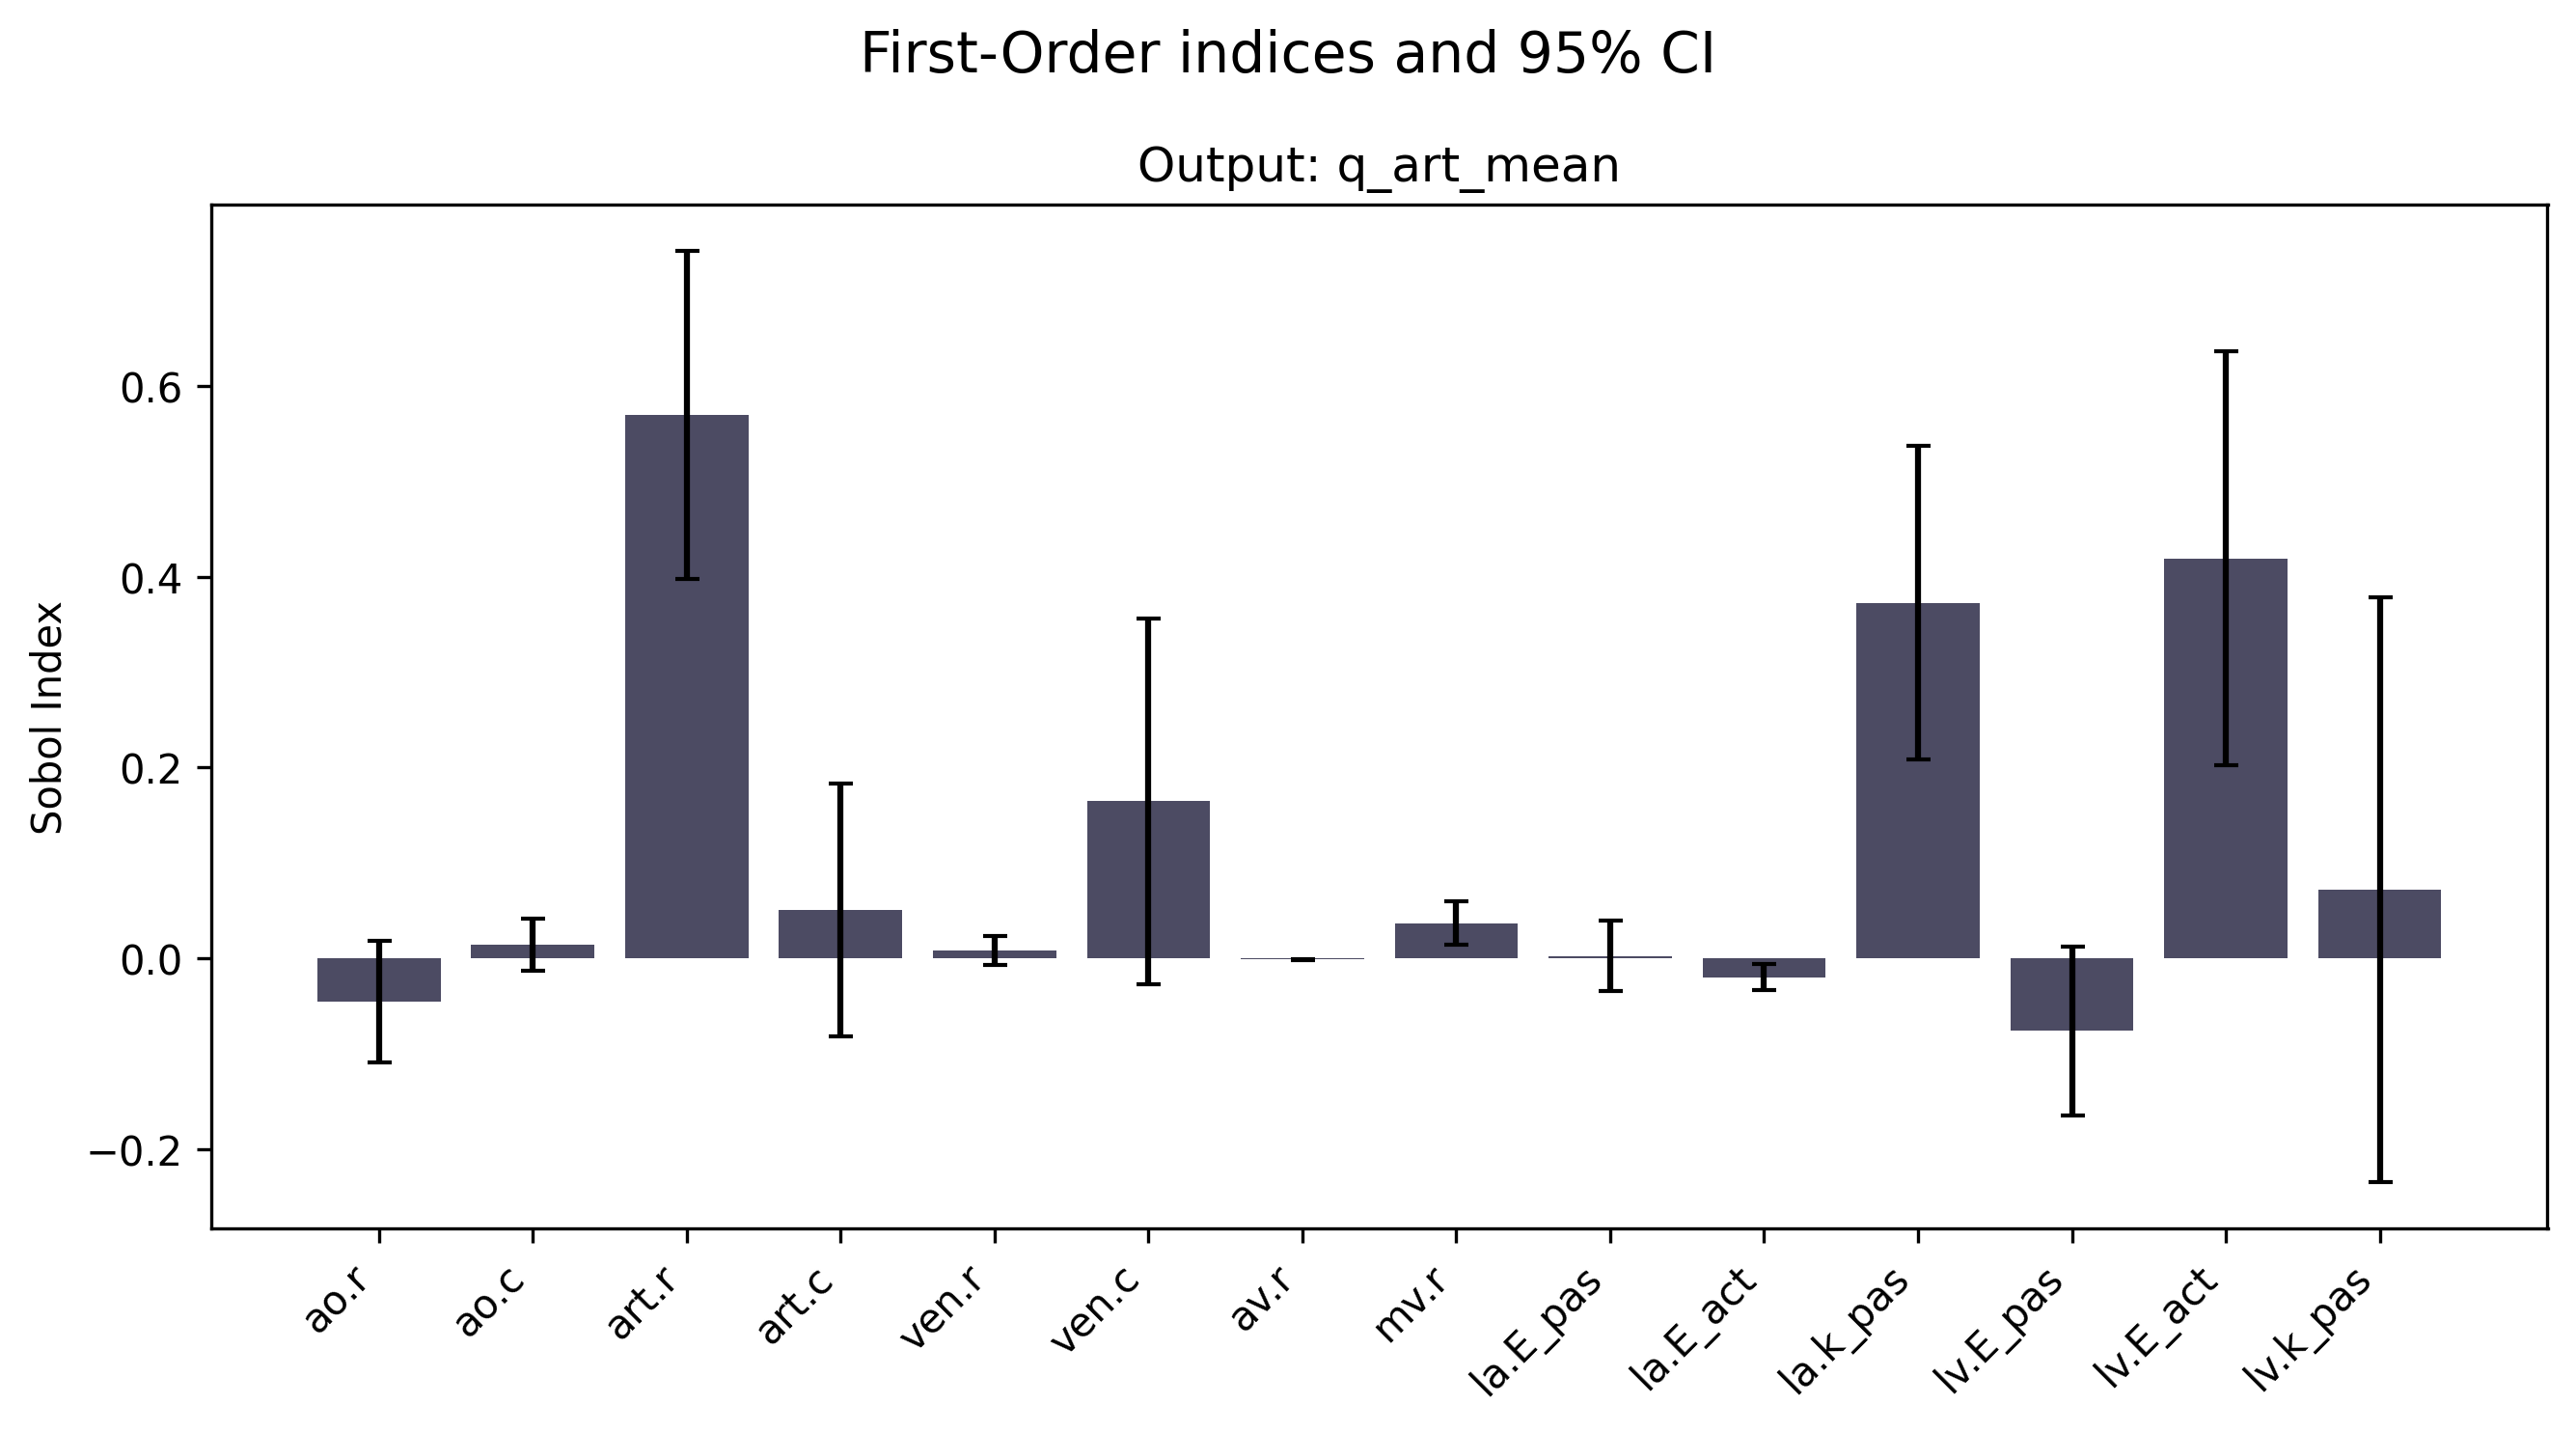 First-Order indices and 95% CI
Output: q_art_mean
Sobol Index
0.6
0.4
0.2
0.0
−0.2
ao.r
ao.c
art.r
art.c
ven.r
ven.c
av.r
mv.r
la.E_pas
la.E_act
la.k_pas
lv.E_pas
lv.E_act
lv.k_pas